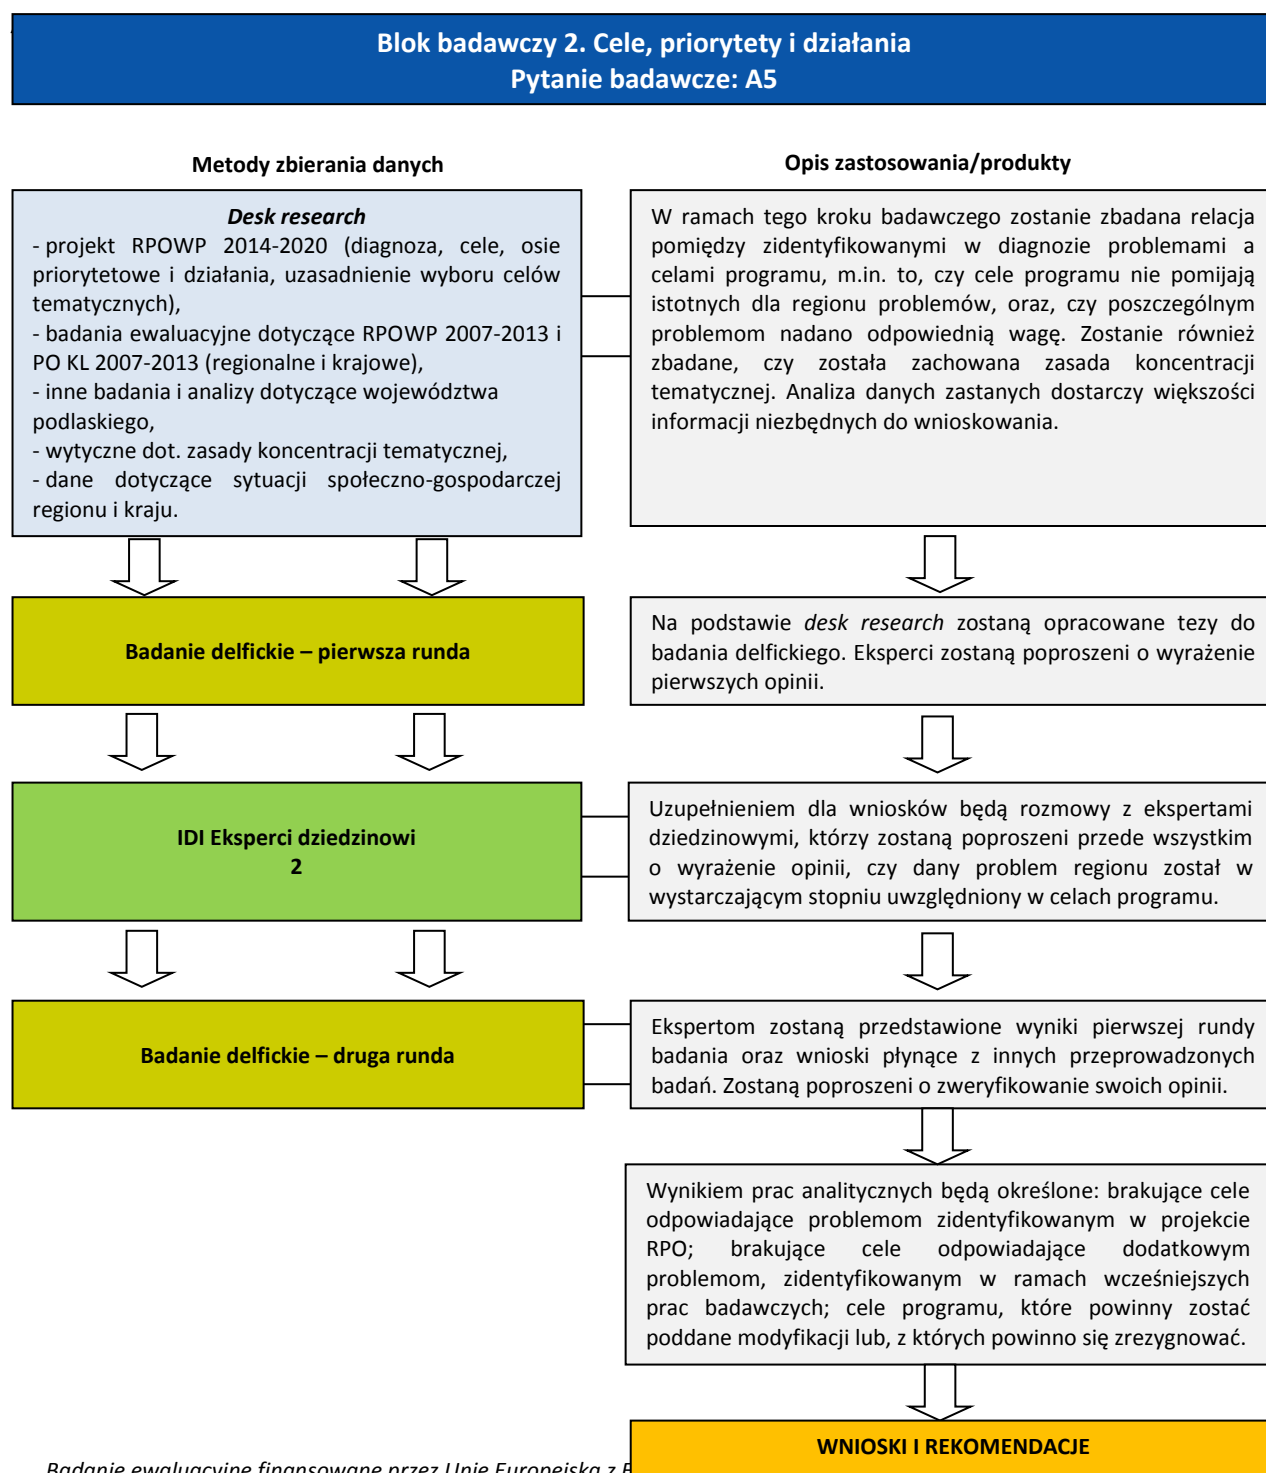 Blok badawczy 2. Cele, priorytety i działania
Pytanie badawcze: A5
Metody zbierania danych
Opis zastosowania/produkty
Desk research
- projekt RPOWP 2014-2020 (diagnoza, cele, osie
priorytetowe i działania, uzasadnienie wyboru celów
tematycznych),
- badania ewaluacyjne dotyczące RPOWP 2007-2013 i
PO KL 2007-2013 (regionalne i krajowe),
- inne badania i analizy dotyczące województwa
podlaskiego,
- wytyczne dot. zasady koncentracji tematycznej,
- dane dotyczące sytuacji społeczno-gospodarczej
regionu i kraju.
W ramach tego kroku badawczego zostanie zbadana relacja
pomiędzy zidentyfikowanymi w diagnozie problemami a
celami programu, m.in. to, czy cele programu nie pomijają
istotnych dla regionu problemów, oraz, czy poszczególnym
problemom nadano odpowiednią wagę. Zostanie również
zbadane, czy została zachowana zasada koncentracji
tematycznej. Analiza danych zastanych dostarczy większości
informacji niezbędnych do wnioskowania.
Badanie delfickie – pierwsza runda
Na podstawie desk research zostaną opracowane tezy do
badania delfickiego. Eksperci zostaną poproszeni o wyrażenie
pierwszych opinii.
IDI Eksperci dziedzinowi
2
Uzupełnieniem dla wniosków będą rozmowy z ekspertami
dziedzinowymi, którzy zostaną poproszeni przede wszystkim
o wyrażenie opinii, czy dany problem regionu został w
wystarczającym stopniu uwzględniony w celach programu.
Badanie delfickie – druga runda
Ekspertom zostaną przedstawione wyniki pierwszej rundy
badania oraz wnioski płynące z innych przeprowadzonych
badań. Zostaną poproszeni o zweryfikowanie swoich opinii.
Wynikiem prac analitycznych będą określone: brakujące cele
odpowiadające problemom zidentyfikowanym w projekcie
RPO; brakujące cele odpowiadające dodatkowym
problemom, zidentyfikowanym w ramach wcześniejszych
prac badawczych; cele programu, które powinny zostać
poddane modyfikacji lub, z których powinno się zrezygnować.
WNIOSKI I REKOMENDACJE
Badanie ewaluacyjne finansowane przez Unię Europejską z